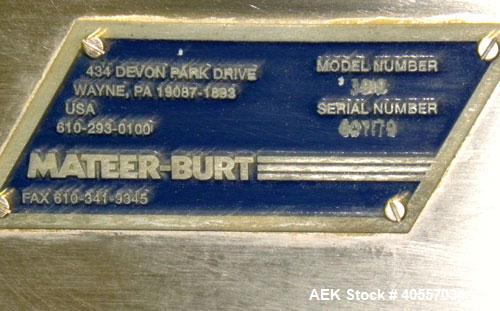 434 DEVON PARK DRIVE
WAYNE, PA 19087-1893
USA
610-293-0100
MODEL NUMBER
SERIAL NUMBER
MATEER-BURT
FAX 610-341-9345
AEK Stock #